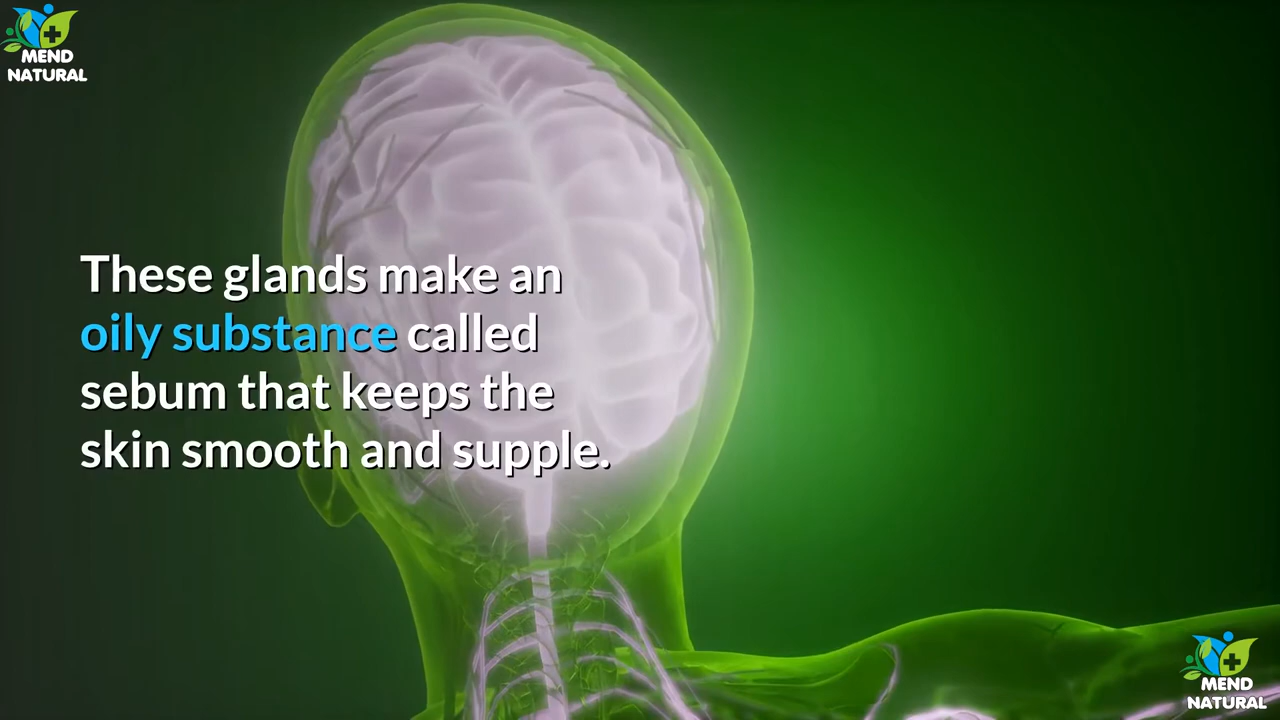 MEND
NATURAL
These glands make an
oily substance called
sebum that keeps the
skin smooth and supple.
MEND
NATURAL